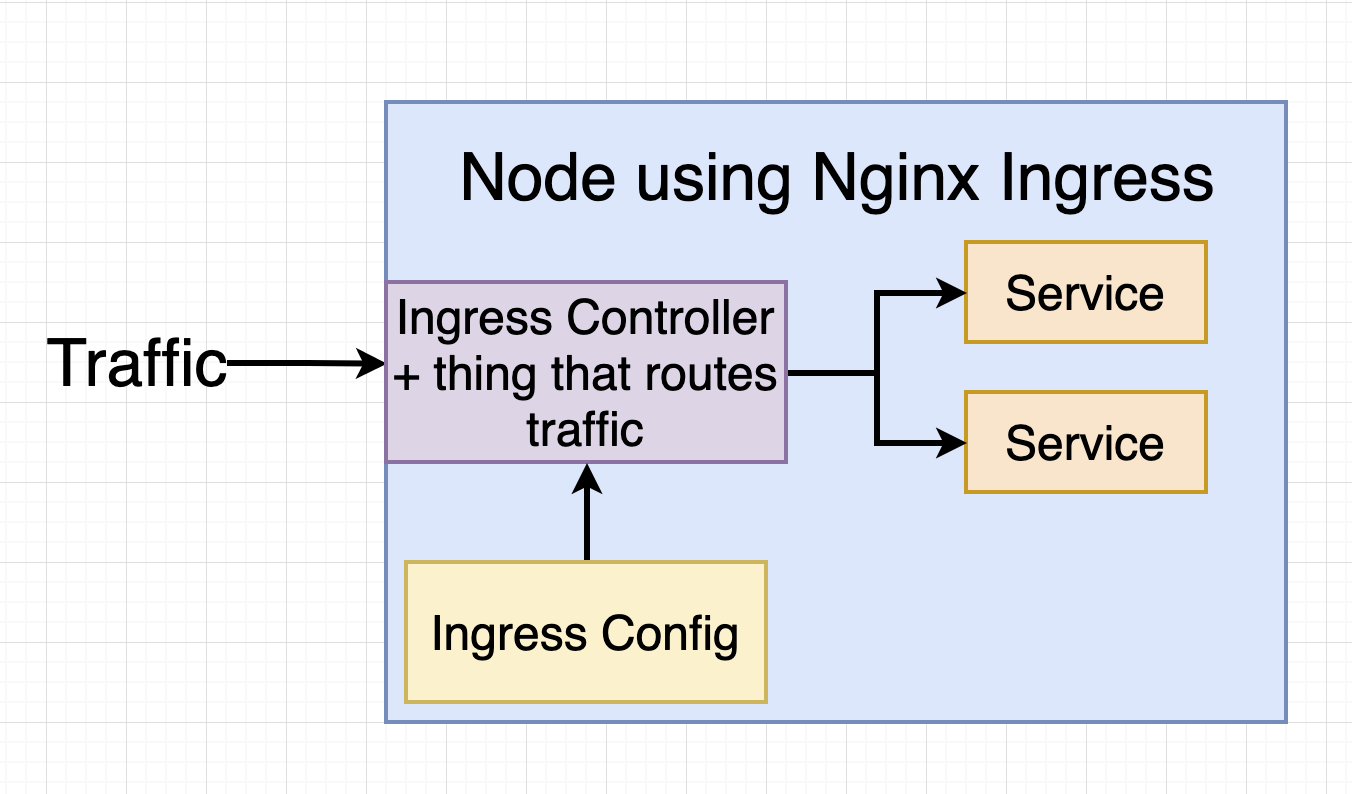 Node using Nginx Ingress
Traffic
Ingress Controller
+ thing that routes
traffic
Service
Service
Ingress Config